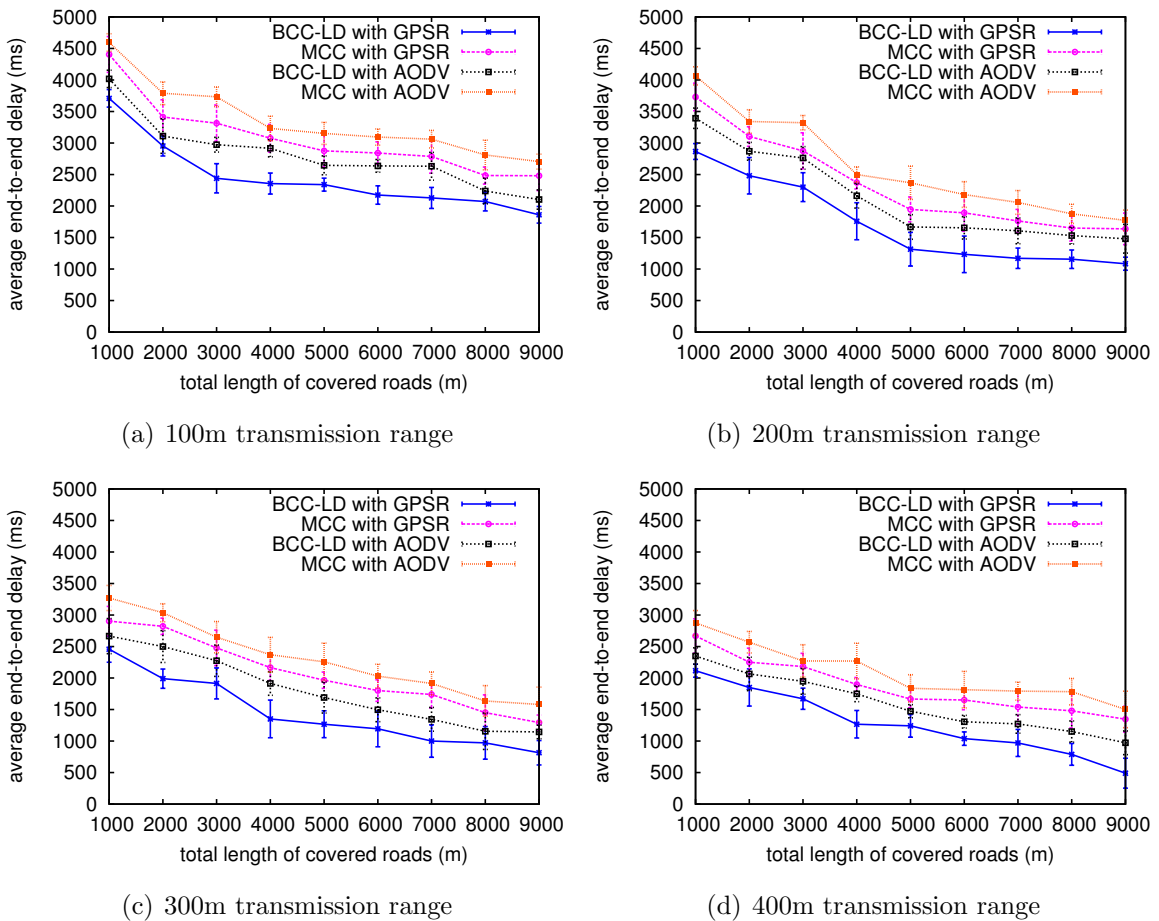 5000
4500
4000
3500
3000
2500
2000
1500
1000
500
0
average end-to-end delay (ms)
BCC-LD with GPSR
MCC with GPSR
BCC-LD with AODV
MCC with AODV
1000 2000 3000 4000 5000 6000 7000 8000 9000
total length of covered roads (m)
(a) 100m transmission range
5000
4500
4000
3500
3000
2500
2000
1500
1000
500
0
average end-to-end delay (ms)
BCC-LD with GPSR
MCC with GPSR
BCC-LD with AODV
MCC with AODV
1000 2000 3000 4000 5000 6000 7000 8000 9000
total length of covered roads (m)
(b) 200m transmission range
5000
4500
4000
3500
3000
2500
2000
1500
1000
500
0
average end-to-end delay (ms)
BCC-LD with GPSR
MCC with GPSR
BCC-LD with AODV
MCC with AODV
1000 2000 3000 4000 5000 6000 7000 8000 9000
total length of covered roads (m)
(c) 300m transmission range
5000
4500
4000
3500
3000
2500
2000
1500
1000
500
0
average end-to-end delay (ms)
BCC-LD with GPSR
MCC with GPSR
BCC-LD with AODV
MCC with AODV
1000 2000 3000 4000 5000 6000 7000 8000 9000
total length of covered roads (m)
(d) 400m transmission range